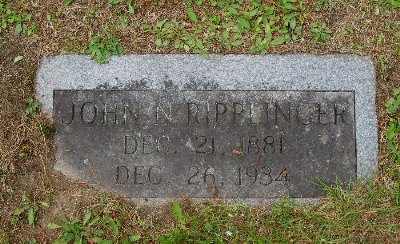 JOHN N. RIPPLINGER
DEC. 21, 1881
DEC. 26, 1934